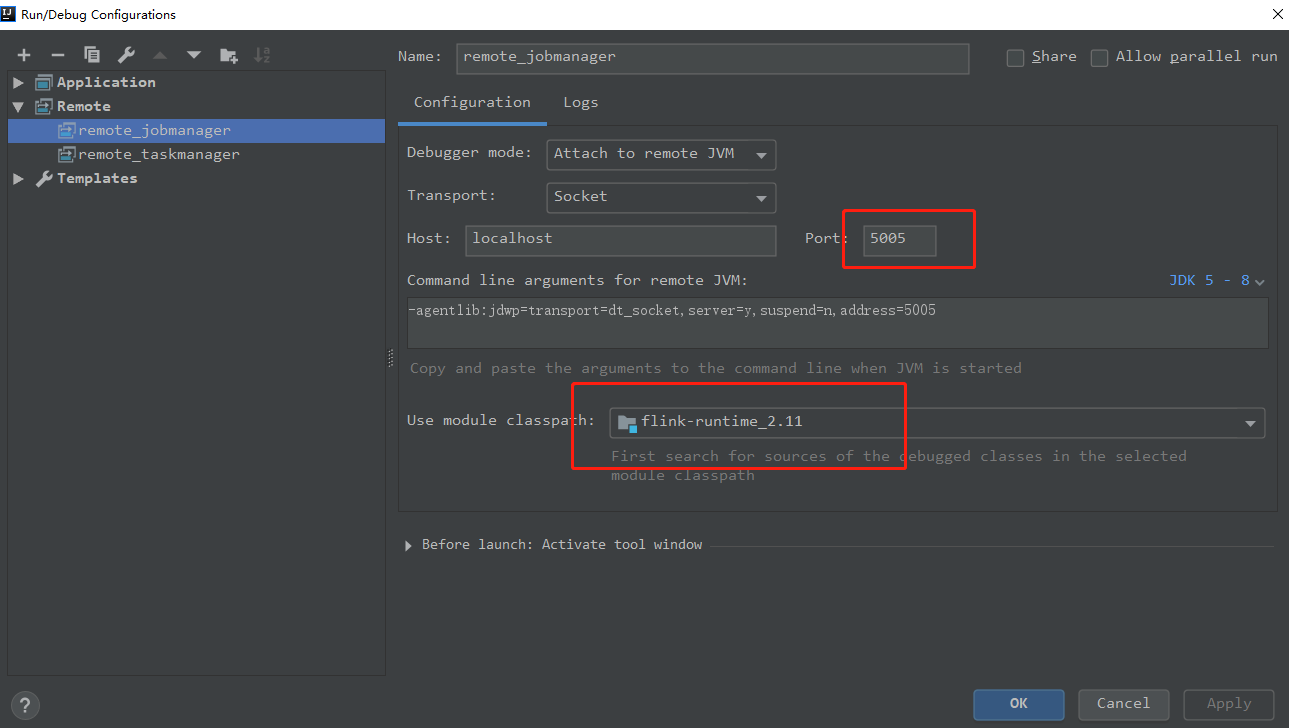 Run/Debug Configurations
Name: remote_jobmanager Share Allow parallel run
Application
Remote
remote_jobmanager
remote_taskmanager
Templates
Configuration Logs
Debugger mode: Attach to remote JVM
Transport: Socket
Host: localhost Port: 5005
Command line arguments for remote JVM: JDK 5 - 8
-agentlib:jdwp=transport=dt_socket,server=y,suspend=n,address=5005
Copy and paste the arguments to the command line when JVM is started
Use module classpath: flink-runtime_2.11
First search for sources of the debugged classes in the selected
module classpath
Before launch: Activate tool window
? OK Cancel Apply